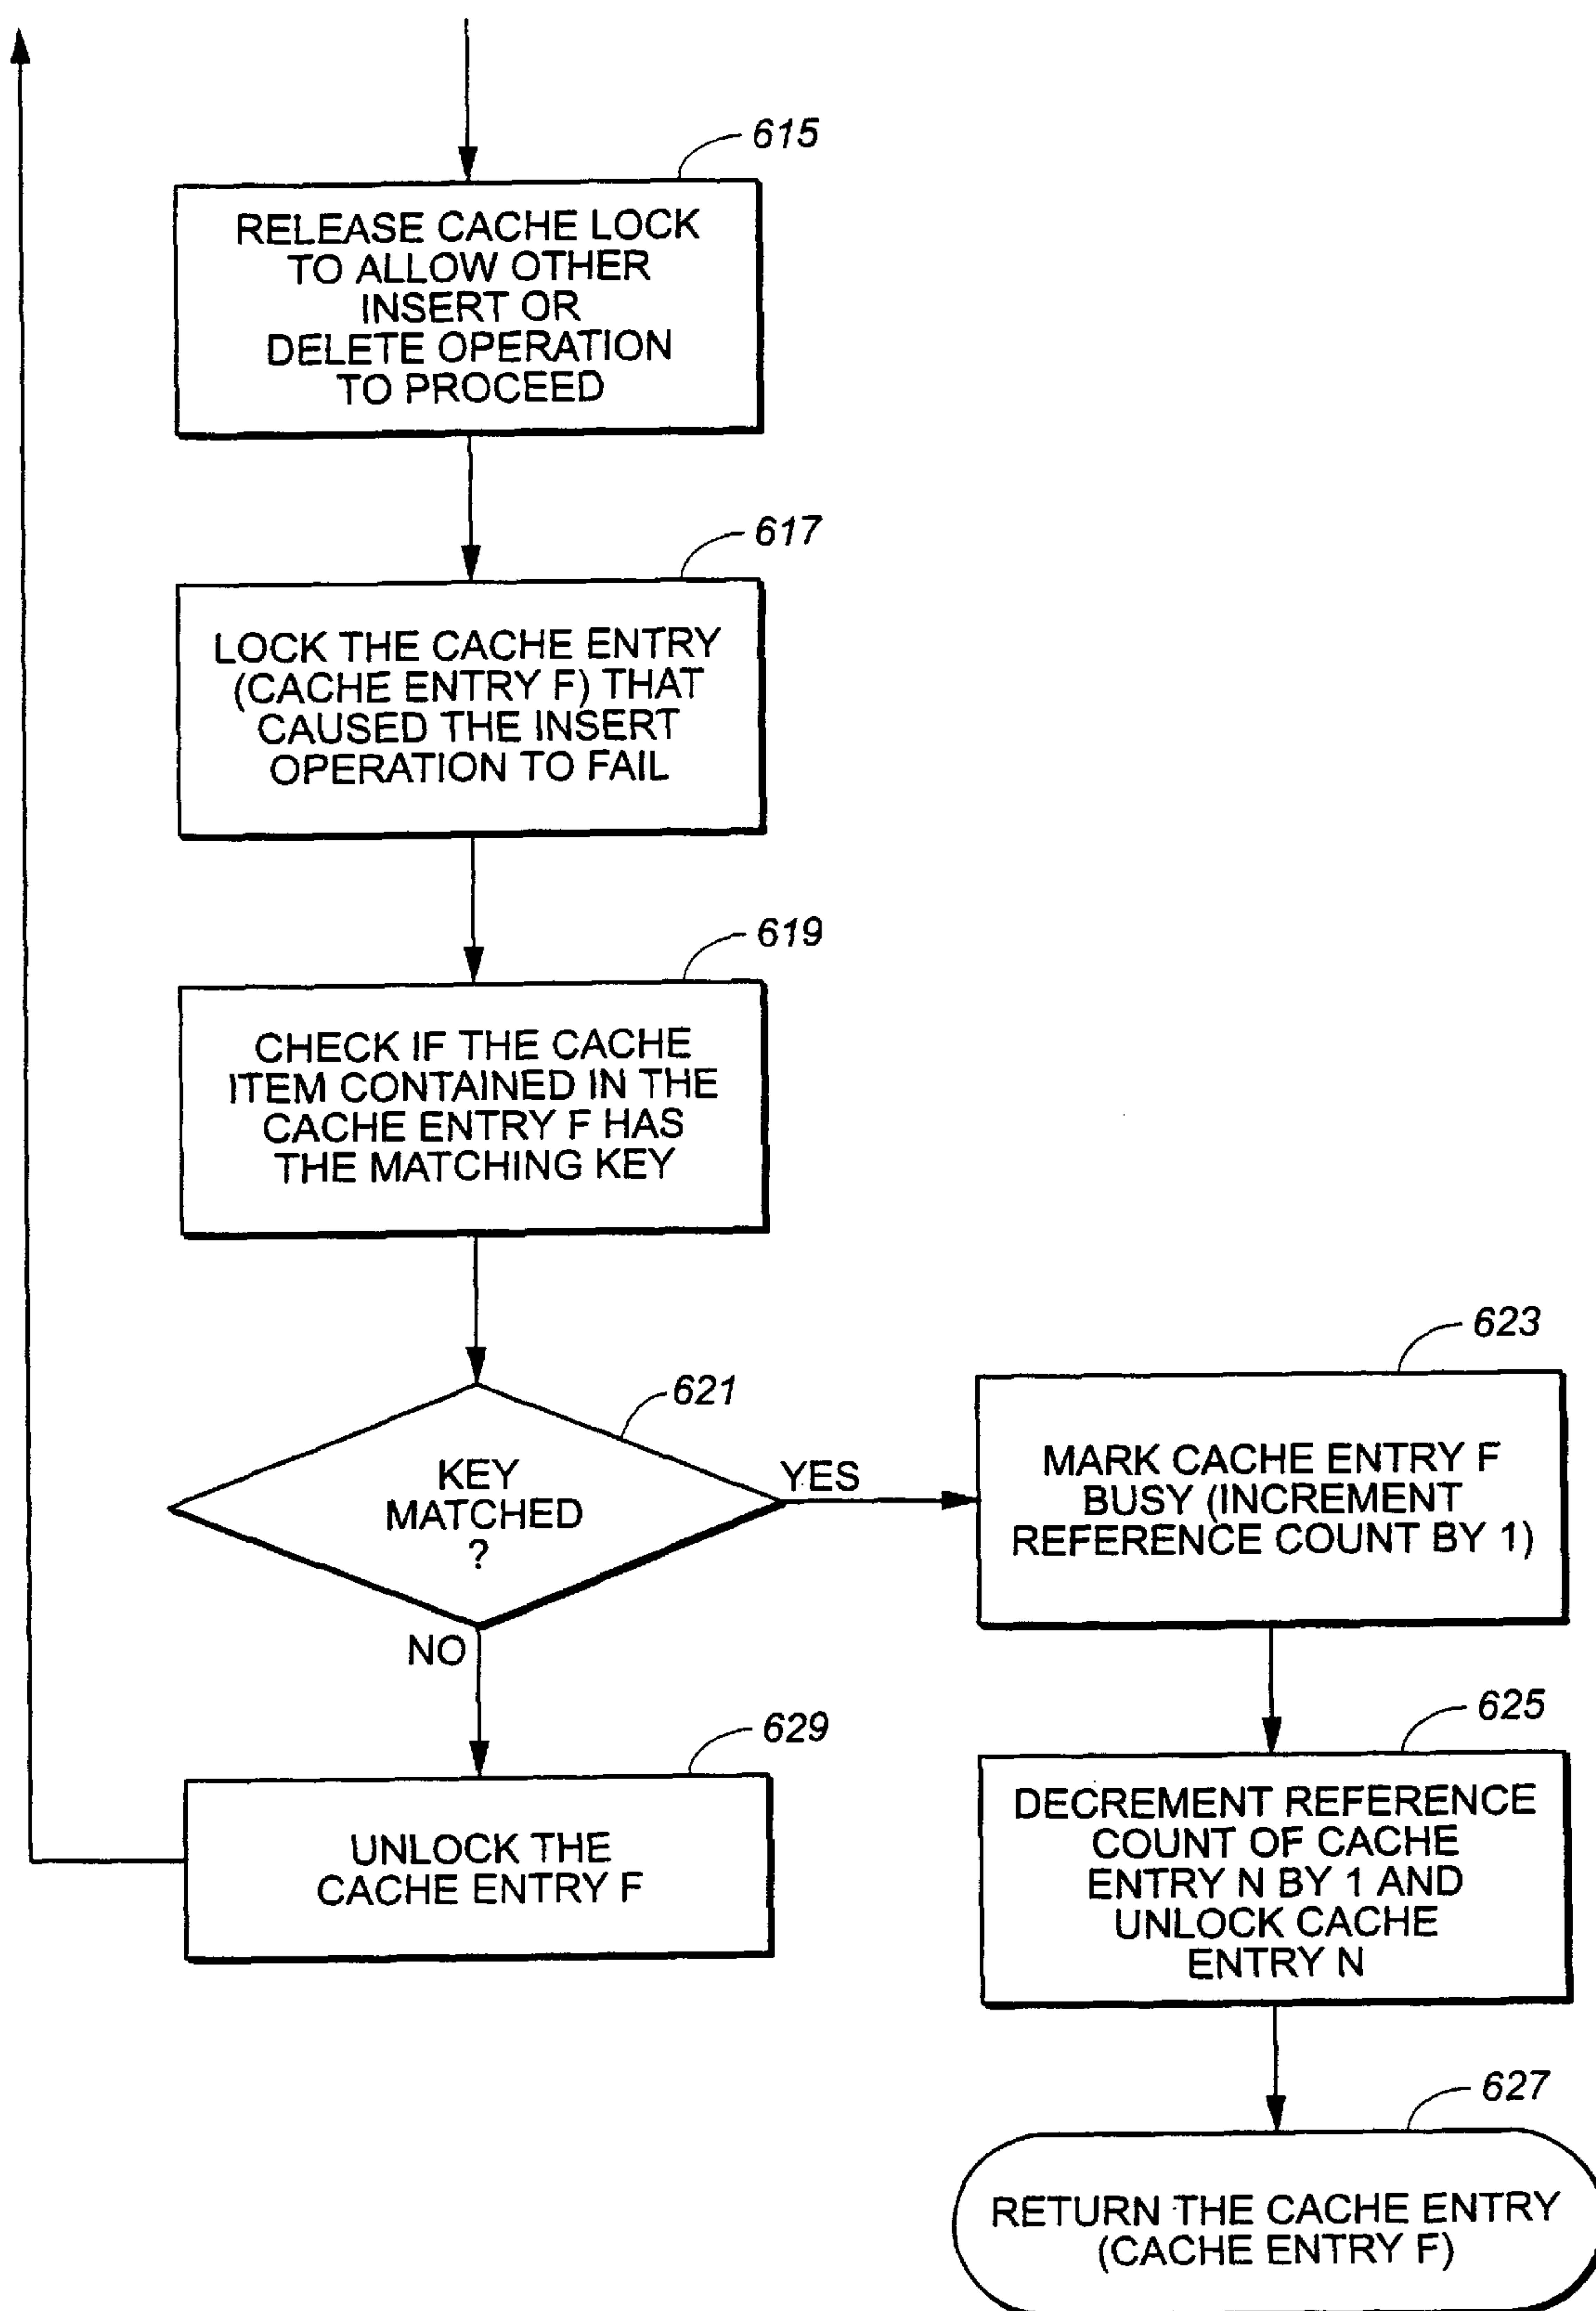 615
RELEASE CACHE LOCK
TO ALLOW OTHER
INSERT OR
DELETE OPERATION
TO PROCEED
617
LOCK THE CACHE ENTRY
(CACHE ENTRY F) THAT
CAUSED THE INSERT
OPERATION TO FAIL
619
CHECK IF THE CACHE
ITEM CONTAINED IN THE
CACHE ENTRY F HAS
THE MATCHING KEY
621
KEY
MATCHED
?
YES
NO
623
MARK CACHE ENTRY F
BUSY (INCREMENT
REFERENCE COUNT BY 1)
625
DECREMENT REFERENCE
COUNT OF CACHE
ENTRY N BY 1 AND
UNLOCK CACHE
ENTRY N
627
RETURN THE CACHE ENTRY
(CACHE ENTRY F)
629
UNLOCK THE
CACHE ENTRY F